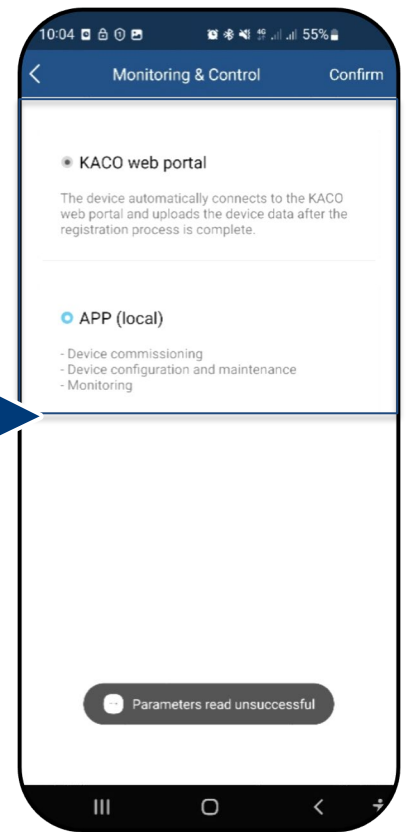 10:04 55%
Monitoring & Control Confirm
KACO web portal
The device automatically connects to the KACO
web portal and uploads the device data after the
registration process is complete.
APP (local)
- Device commissioning
- Device configuration and maintenance
- Monitoring
Parameters read unsuccessful